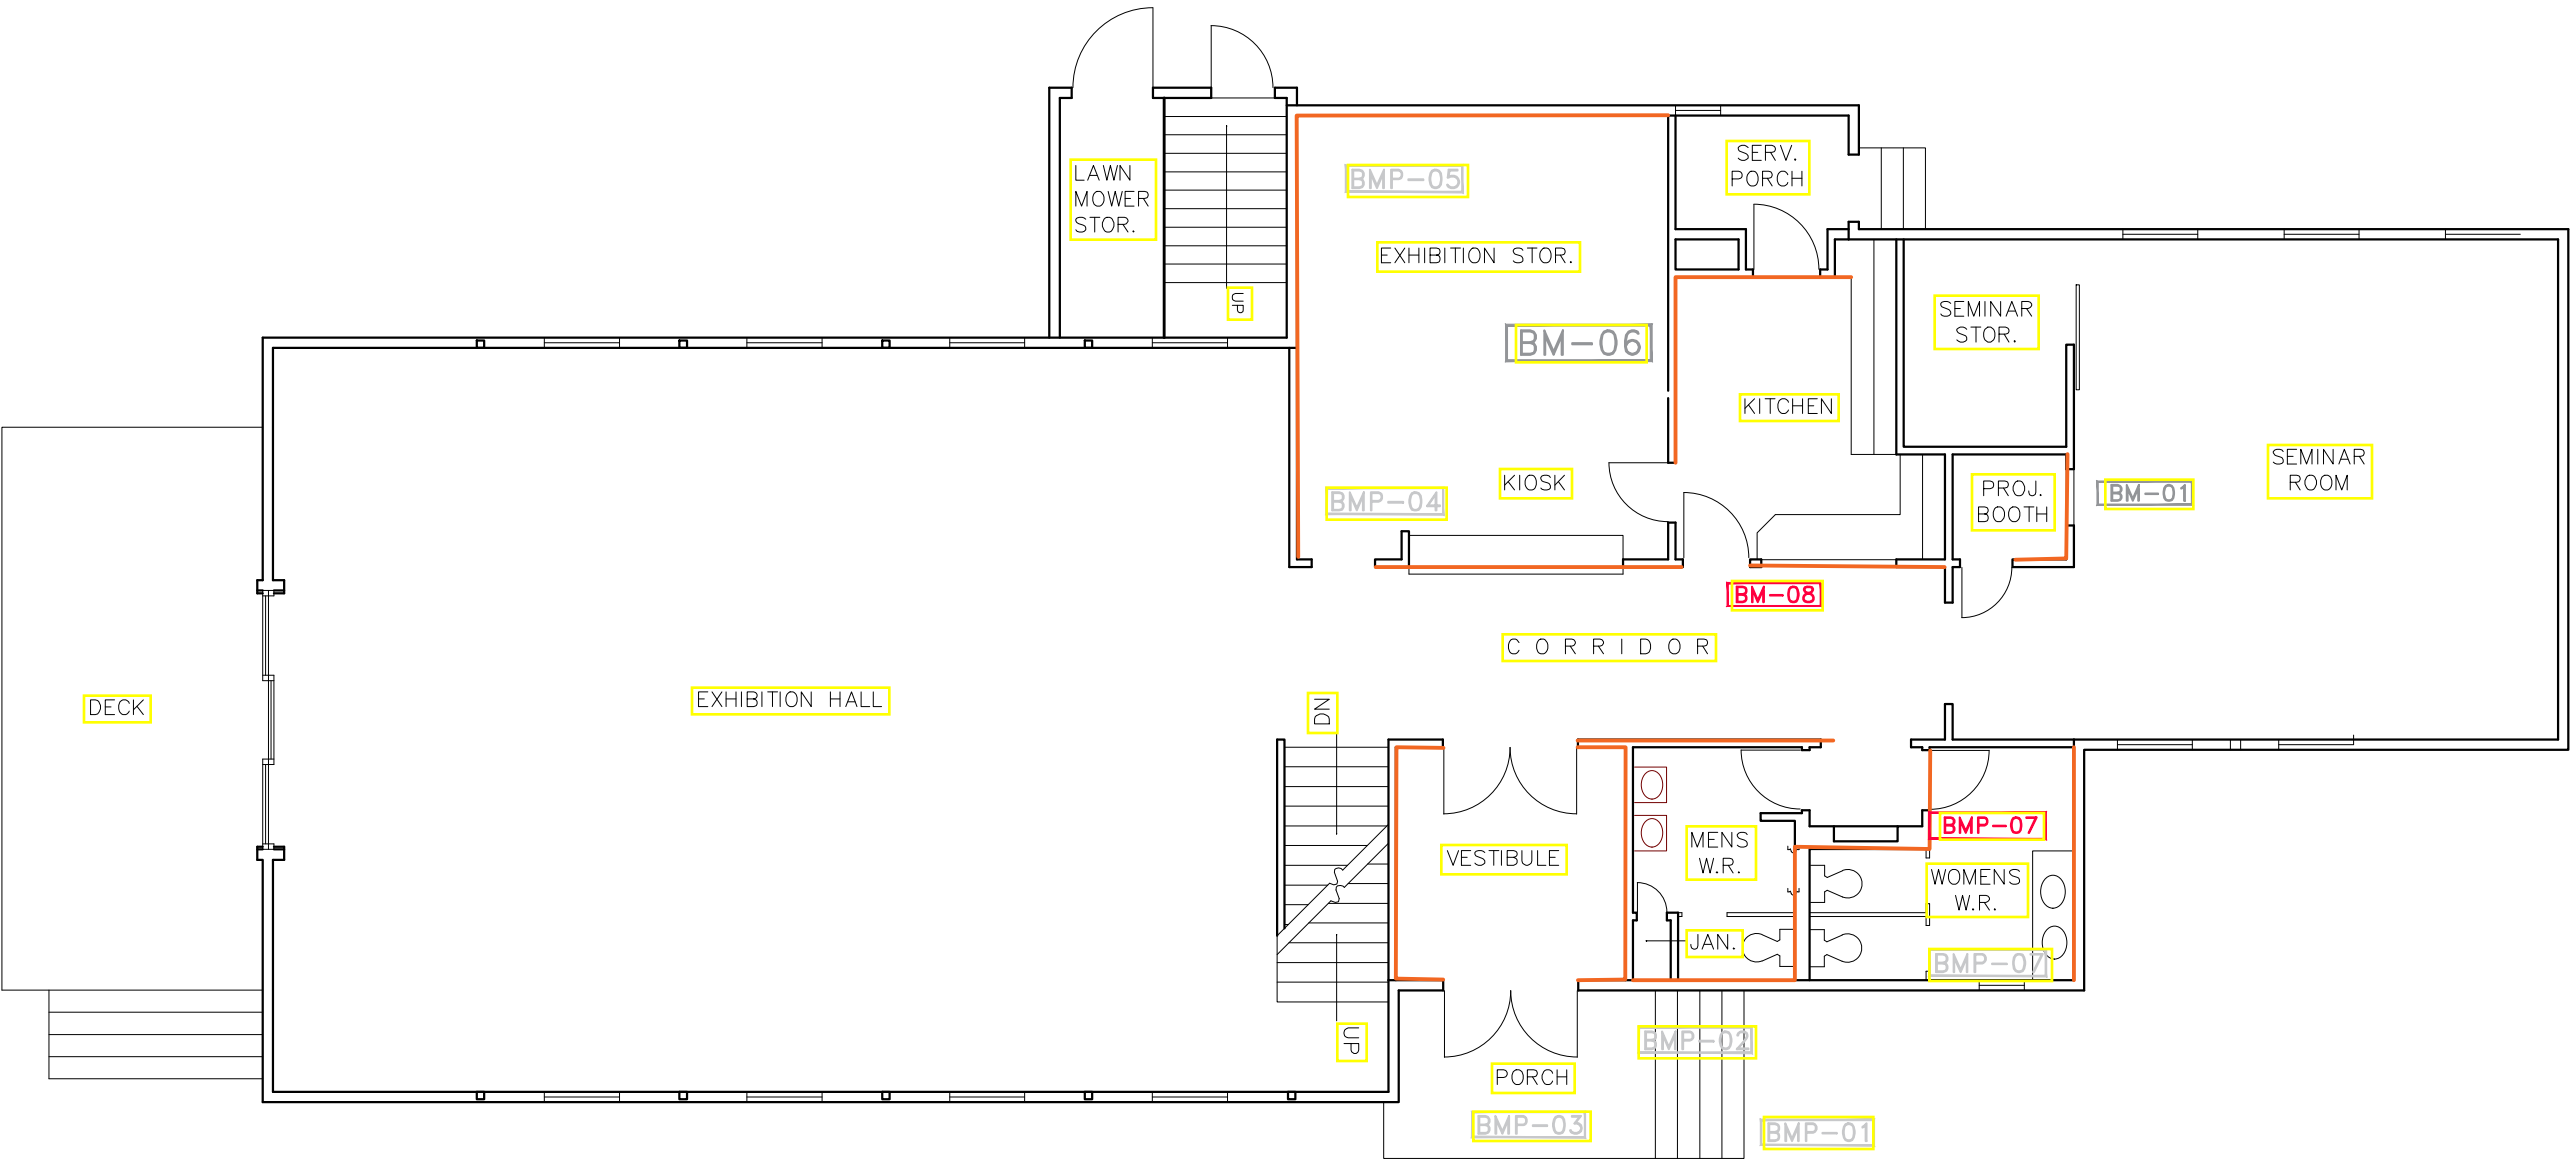 LAWN
MOWER
STOR.
UP
BMP-05
SERV.
PORCH
EXHIBITION STOR.
BM-06
SEMINAR
STOR.
KITCHEN
KIOSK
BMP-04
PROJ.
BOOTH
BM-01
SEMINAR
ROOM
BM-08
CORRIDOR
DECK
EXHIBITION HALL
DN
VESTIBULE
MENS
W.R.
BMP-07
WOMENS
W.R.
JAN.
BMP-07
UP
BMP-02
PORCH
BMP-03
BMP-01